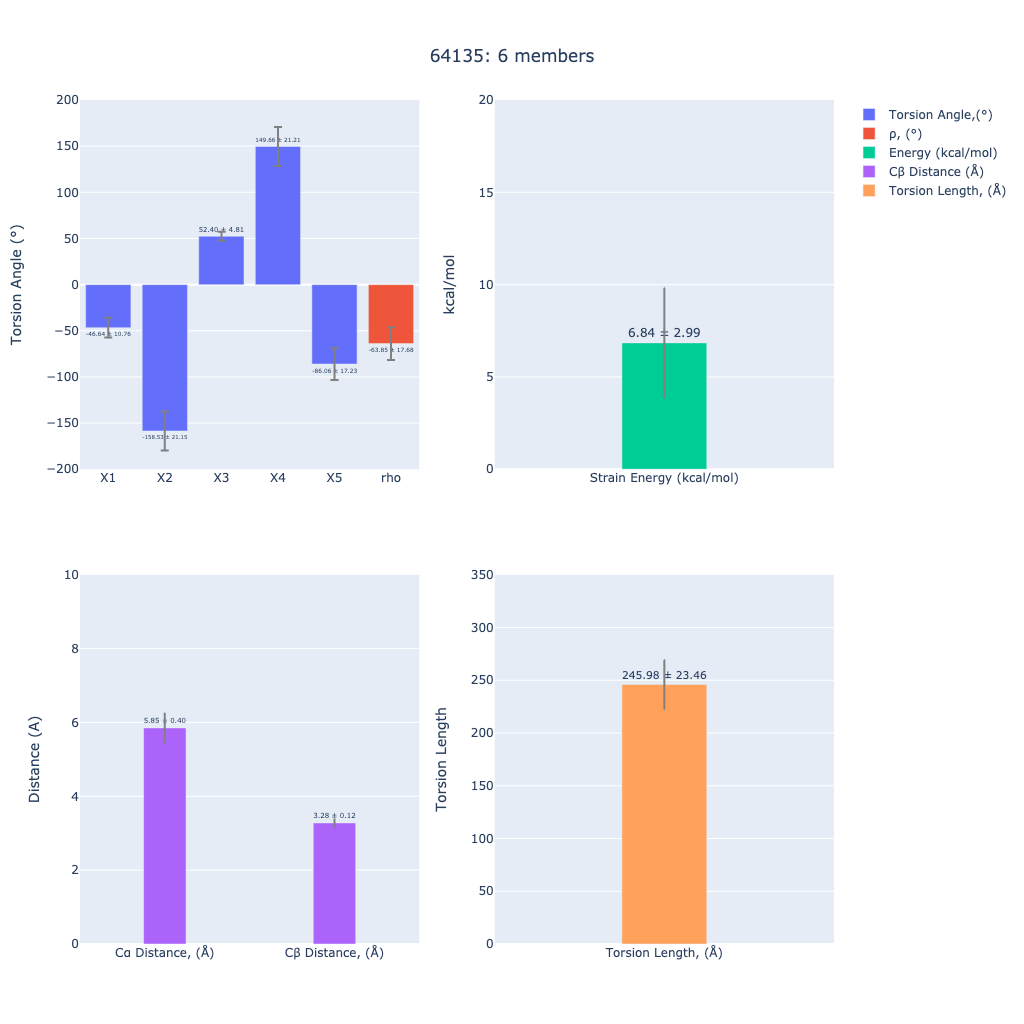 64135: 6 members
Torsion Angle (°)
200
150
100
50
0
−50
−100
−150
−200
-46.64 ± 10.76
-158.53 ± 21.15
52.40 ± 4.81
149.66 ± 21.21
-86.06 ± 17.23
-63.85 ± 17.68
X1 X2 X3 X4 X5 rho
kcal/mol
20
15
10
5
0
6.84 ± 2.99
Strain Energy (kcal/mol)
Torsion Angle,(°)
ρ, (°)
Energy (kcal/mol)
Cβ Distance (Å)
Torsion Length, (Å)
Distance (A)
10
8
6
4
2
0
5.85 ± 0.40
3.28 ± 0.12
Cα Distance, (Å) Cβ Distance, (Å)
Torsion Length
350
300
250
200
150
100
50
0
245.98 ± 23.46
Torsion Length, (Å)